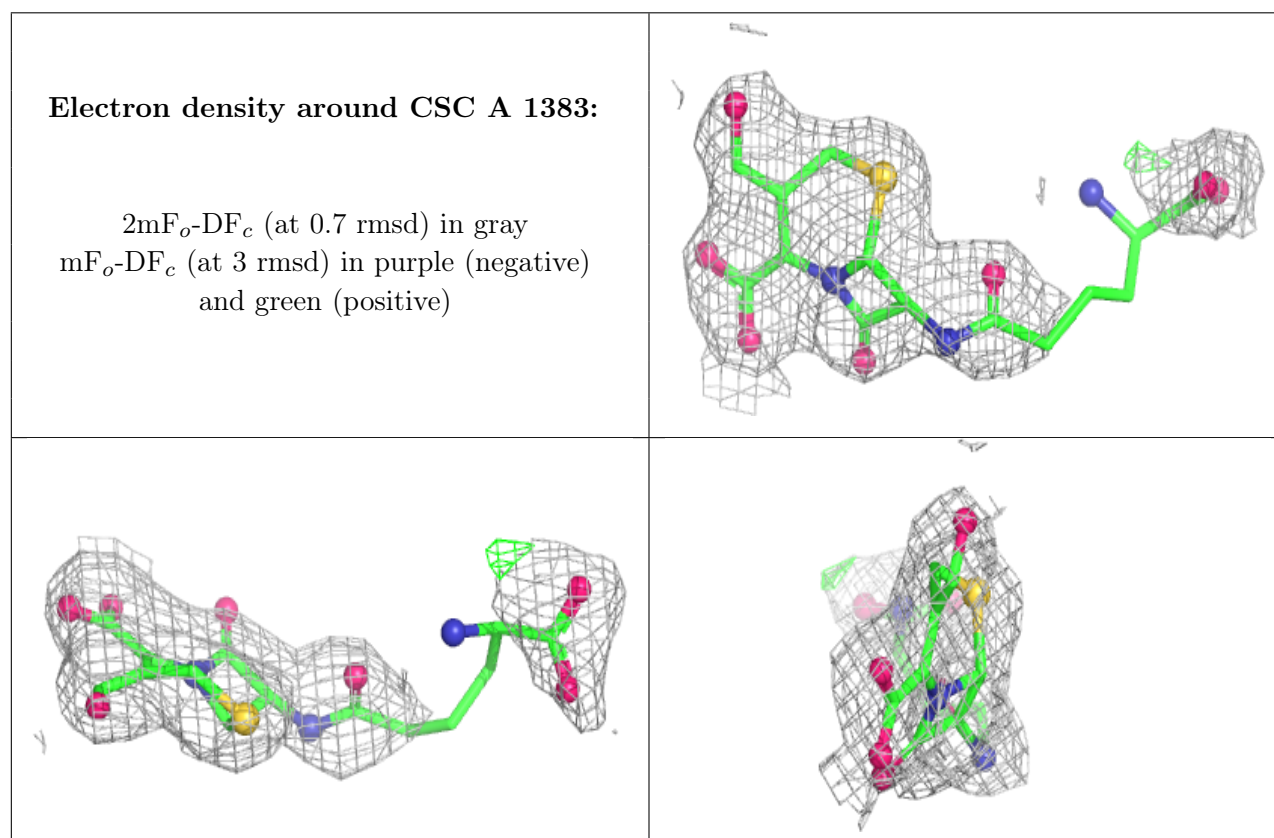 Electron density around CSC A 1383:
2mFo-DFc (at 0.7 rmsd) in gray
mFo-DFc (at 3 rmsd) in purple (negative)
and green (positive)